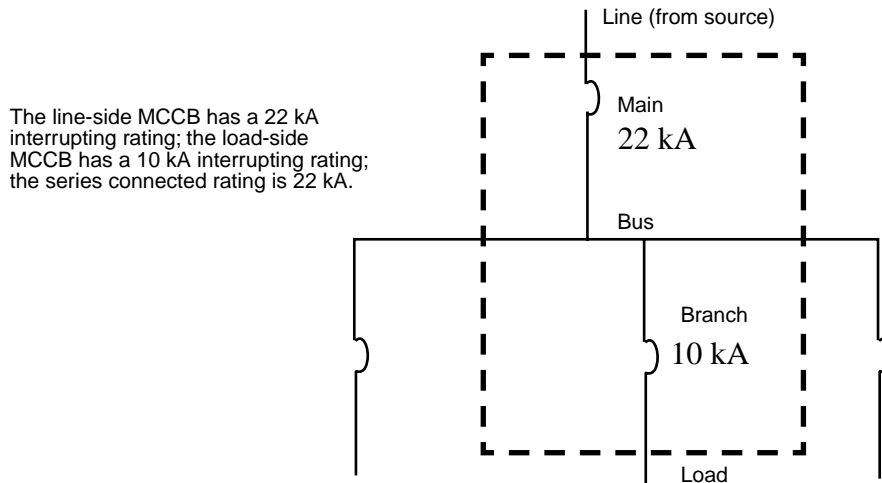 Line (from source)
The line-side MCCB has a 22 kA
interrupting rating; the load-side
MCCB has a 10 kA interrupting rating;
the series connected rating is 22 kA.
Main
22 kA
Bus
Branch
10 kA
Load